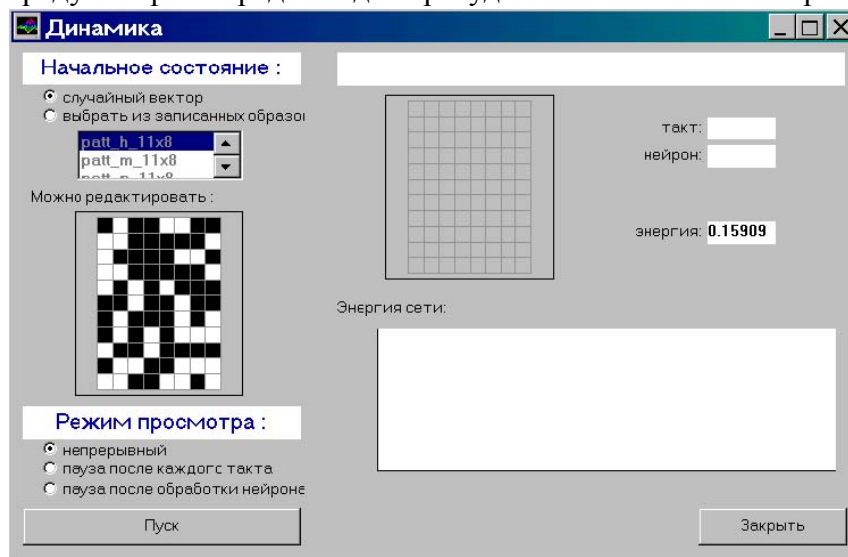 Динамика
Начальное состояние :
случайный вектор
выбрать из записанных образо
patt_h_11x8
patt_m_11x8
Можно редактировать :
Режим просмотра :
непрерывный
пауза после каждого такта
пауза после обработки нейроне
Пуск
такт:
нейрон:
энергия: 0.15909
Энергия сети:
Закрыть